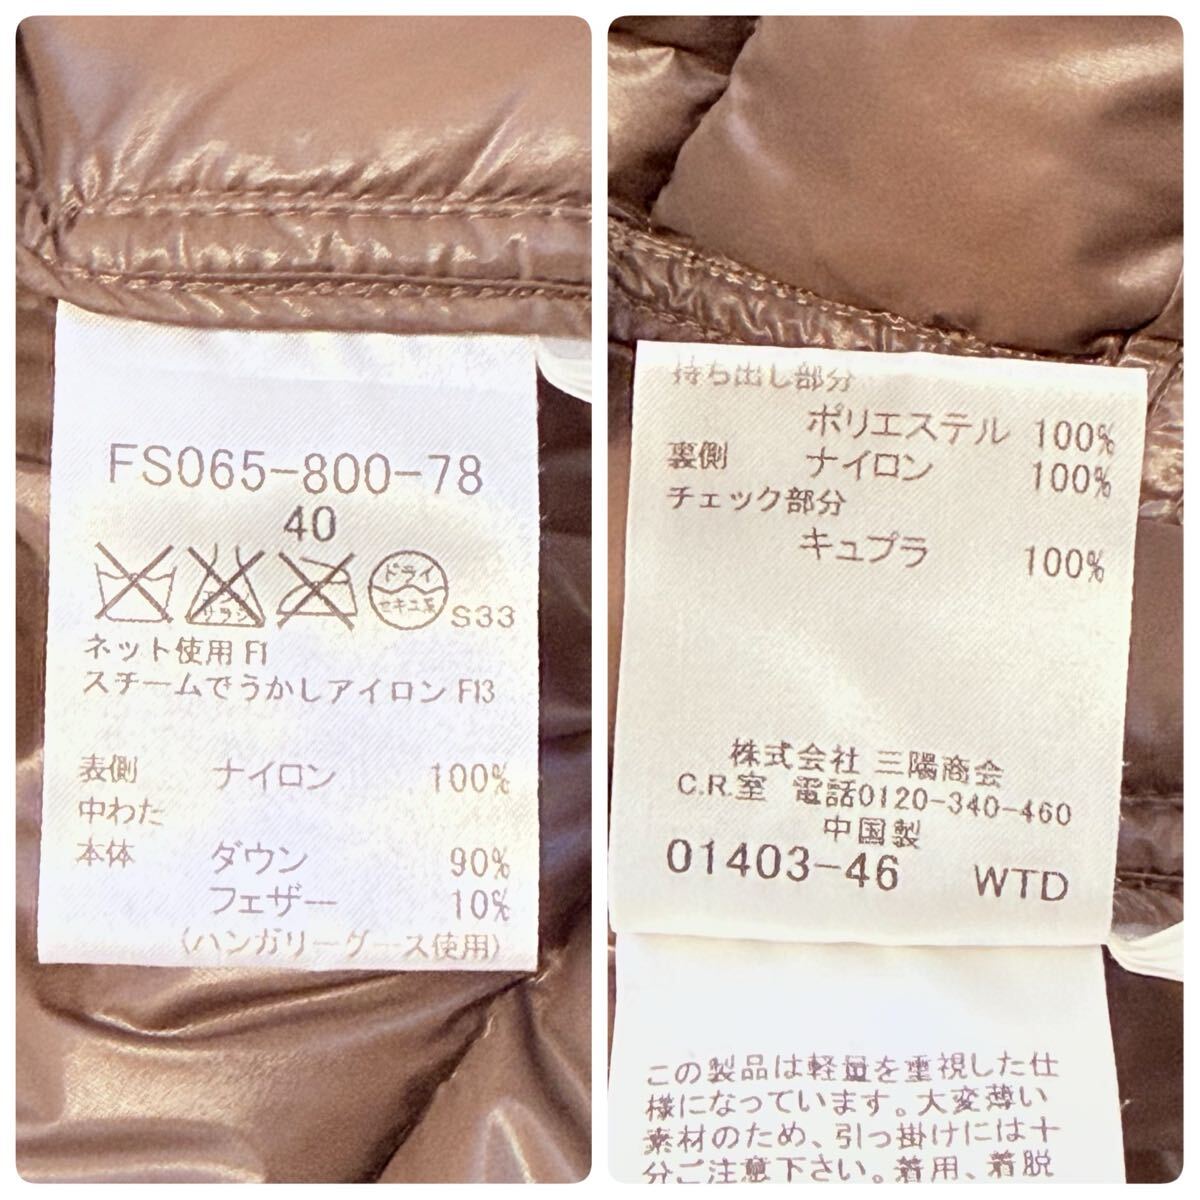 FS065-800-78
40
エンソ
サラシ
ドライ
セキユ系
S33
ネット使用 F1
スチームでうかしアイロン F13
表側 ナイロン 100%
中わた
本体 ダウン 90%
フェザー 10%
(ハンガリーグース使用)
持ち出し部分
ポリエステル 100%
裏側 ナイロン 100%
チェック部分
キュプラ 100%
株式会社 三陽商会
C.R.室 電話0120-340-460
中国製
01403-46 WTD
この製品は軽量を重視した仕
様になっています。大変薄い
素材のため、引っ掛けには十
分ご注意下さい。着用、着脱